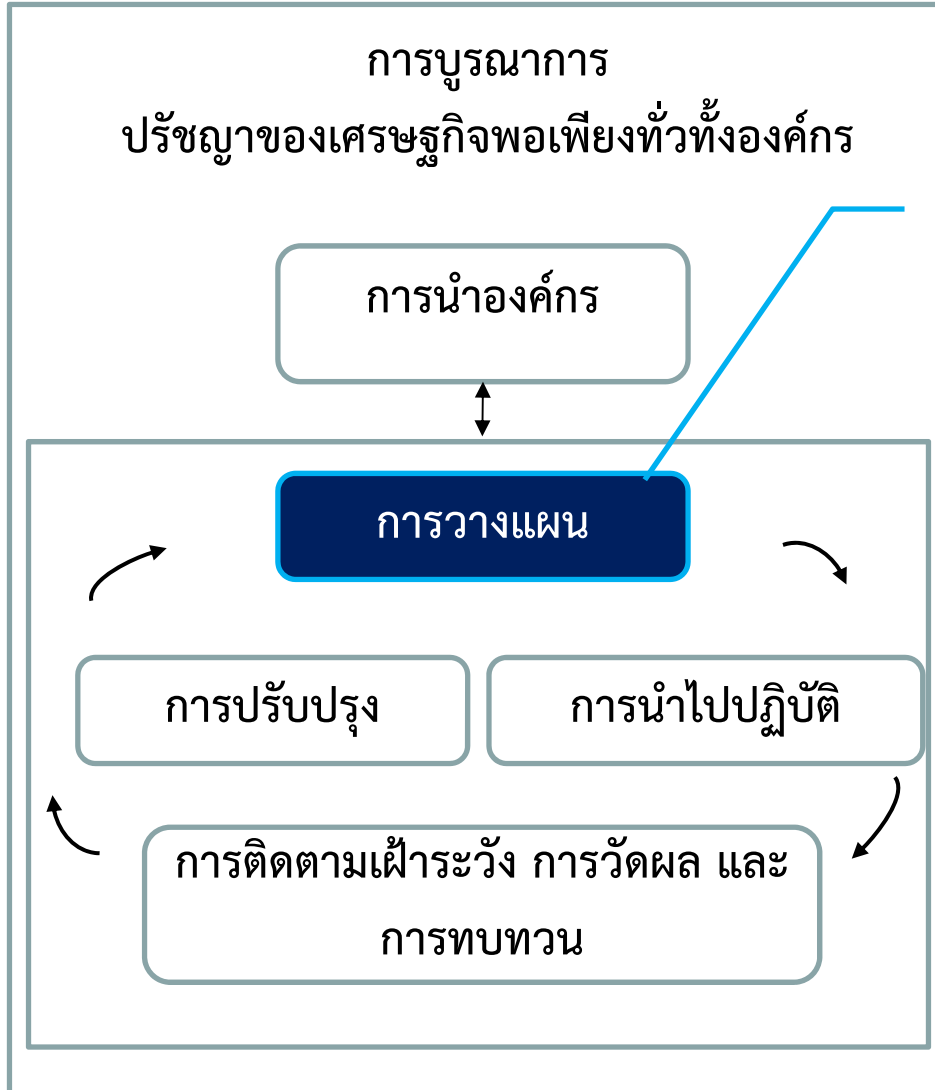 การบูรณาการ
ปรัชญาของเศรษฐกิจพอเพียงทั่วทั้งองค์กร
การนำองค์กร
การวางแผน
การปรับปรุง
การนำไปปฏิบัติ
การติดตามเฝ้าระวัง การวัดผล และ
การทบทวน